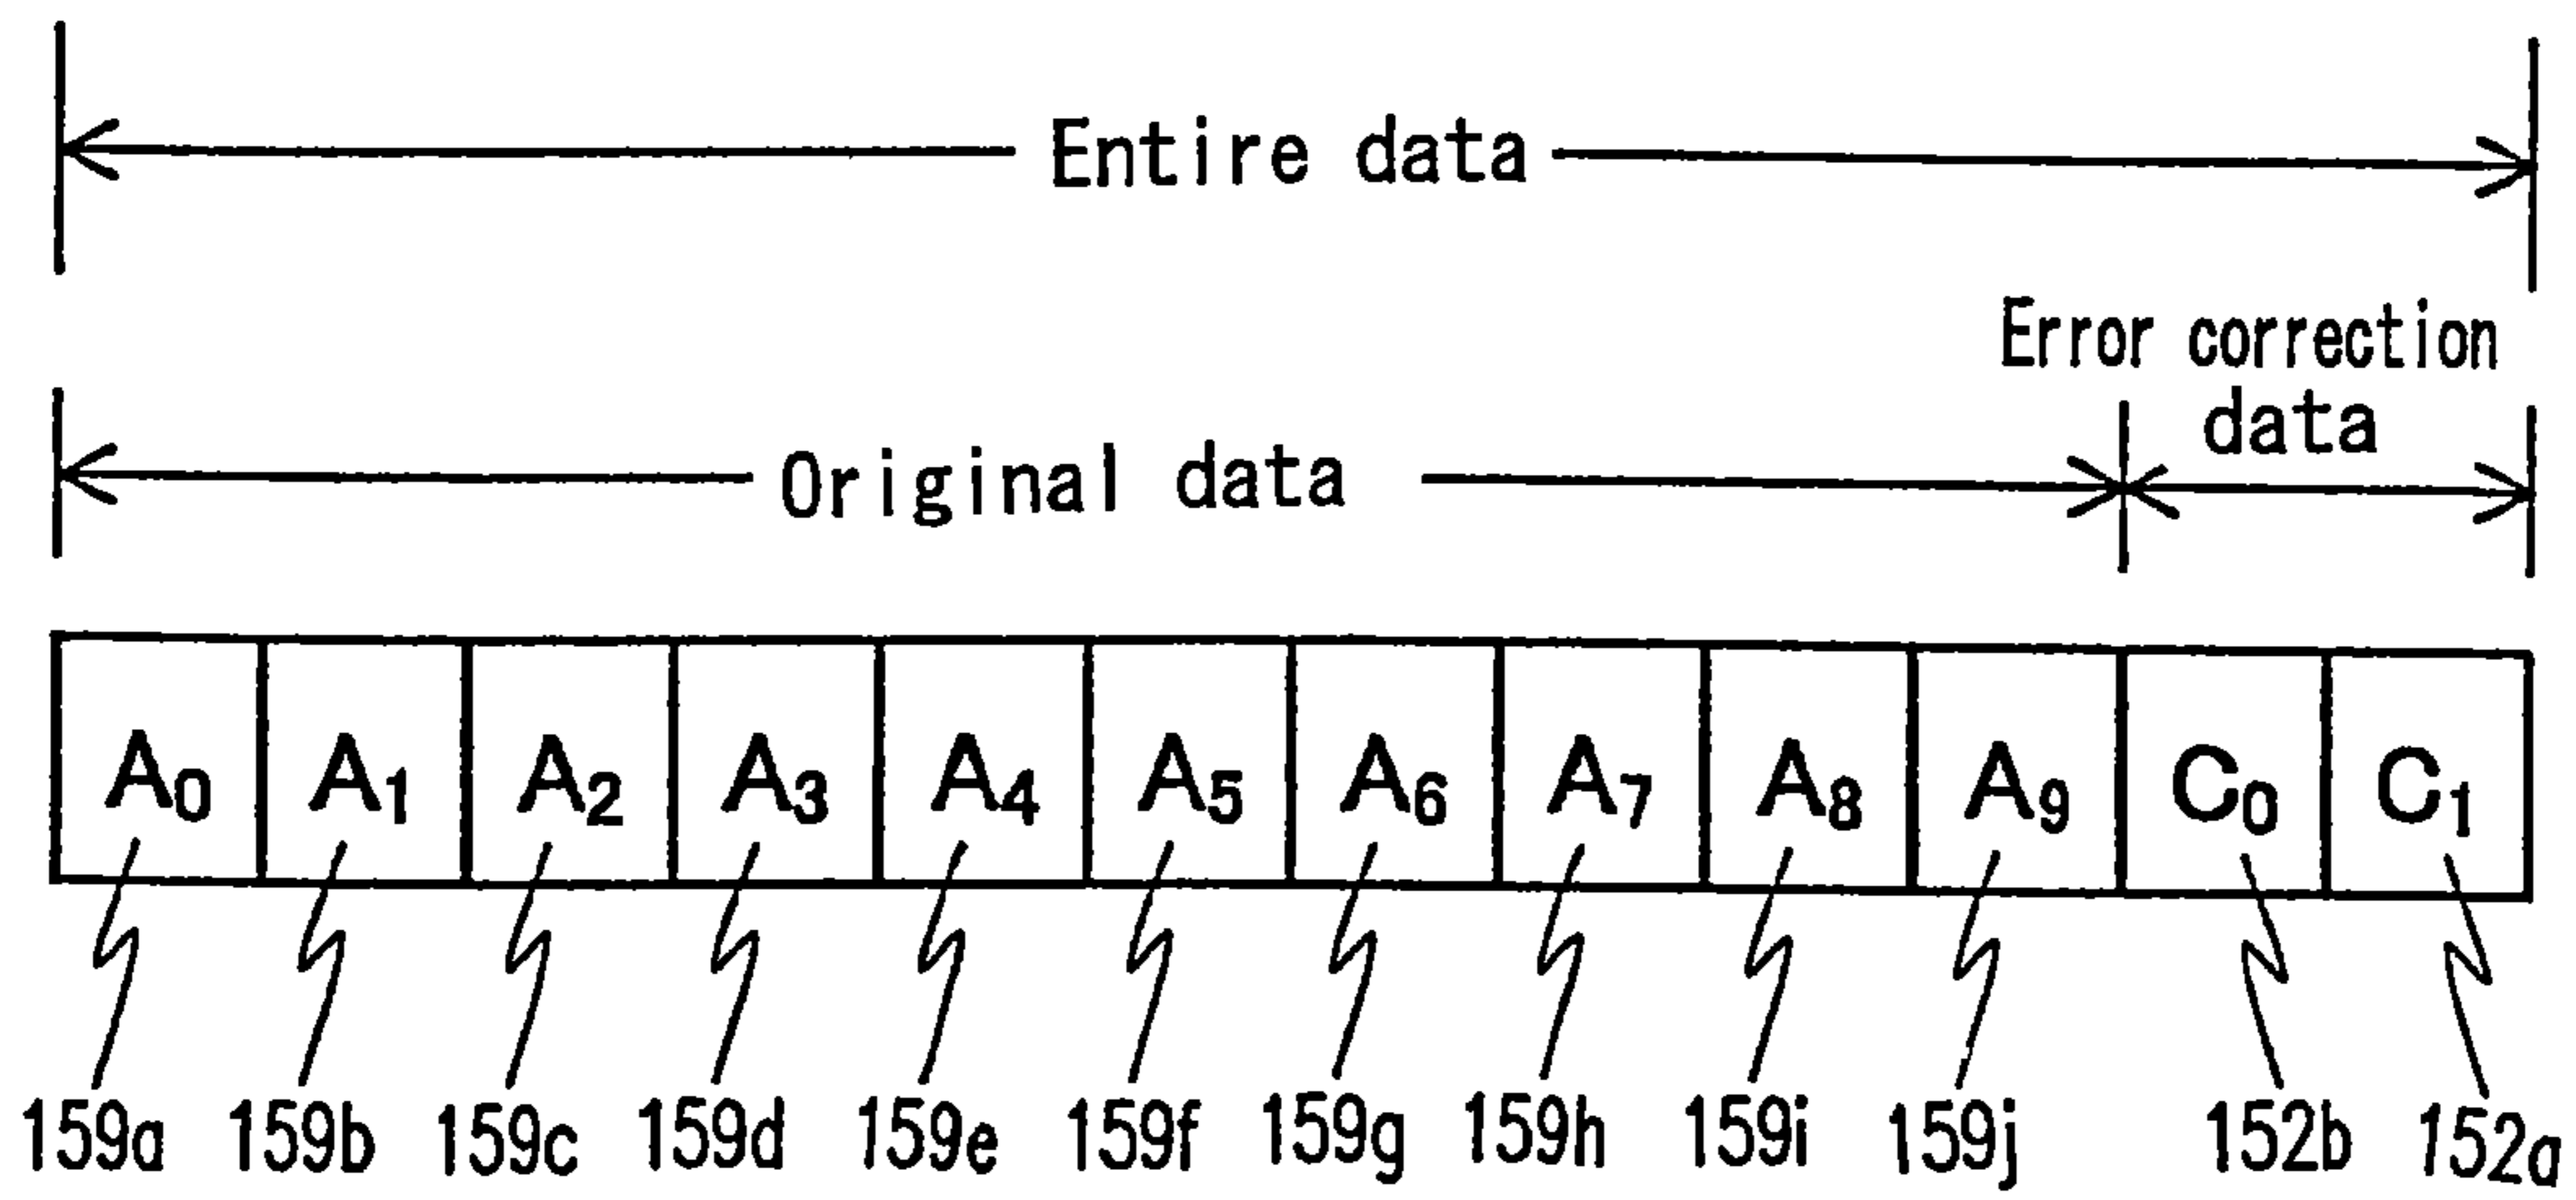 Entire data
Error correction
data
Original data
A0 A1 A2 A3 A4 A5 A6 A7 A8 A9 C0 C1
159a 159b 159c 159d 159e 159f 159g 159h 159i 159j 152b 152a